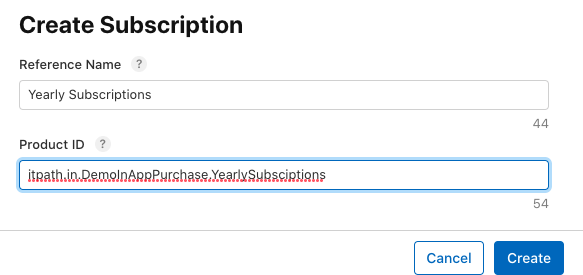 Create Subscription
Reference Name ?
Yearly Subscriptions
44
Product ID ?
itpath.in.DemoInAppPurchase.YearlySubsciptions
54
Cancel Create